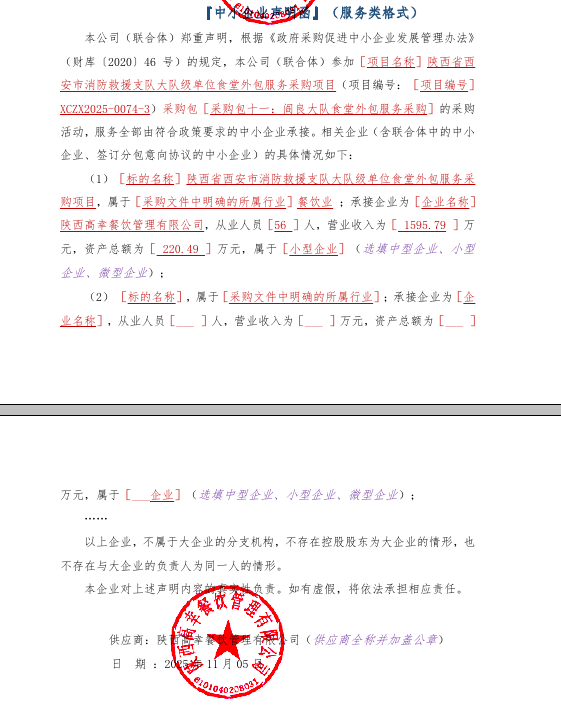 『中小企业声明函』（服务类格式）
本公司（联合体）郑重声明，根据《政府采购促进中小企业发展管理办法》
（财库〔2020〕46 号）的规定，本公司（联合体）参加［项目名称］陕西省西
安市消防救援支队大队级单位食堂外包服务采购项目（项目编号：［项目编号］
XCZX2025-0074-3）采购包［采购包十一：阎良大队食堂外包服务采购］的采购
活动，服务全部由符合政策要求的中小企业承接。相关企业（含联合体中的中小
企业、签订分包意向协议的中小企业）的具体情况如下：
（1）［标的名称］陕西省西安市消防救援支队大队级单位食堂外包服务采
购项目，属于［采购文件中明确的所属行业］餐饮业 ；承接企业为［企业名称］
陕西高幸餐饮管理有限公司，从业人员［56 ］人，营业收入为［ 1595.79 ］万
元，资产总额为［ 220.49 ］万元，属于［小型企业］（选填中型企业、小型
企业、微型企业）；
（2）［标的名称］，属于［采购文件中明确的所属行业］；承接企业为［企
业名称］，从业人员［___ ］人，营业收入为［___ ］万元，资产总额为［___ ］
万元，属于［___企业］（选填中型企业、小型企业、微型企业）；
……
以上企业，不属于大企业的分支机构，不存在控股股东为大企业的情形，也
不存在与大企业的负责人为同一人的情形。
本企业对上述声明内容的真实性负责。如有虚假，将依法承担相应责任。
供应商：陕西高幸餐饮管理有限公司（供应商全称并加盖公章）
日 期：2025年 11月 05日
陕西高幸餐饮管理有限公司
6101040208031